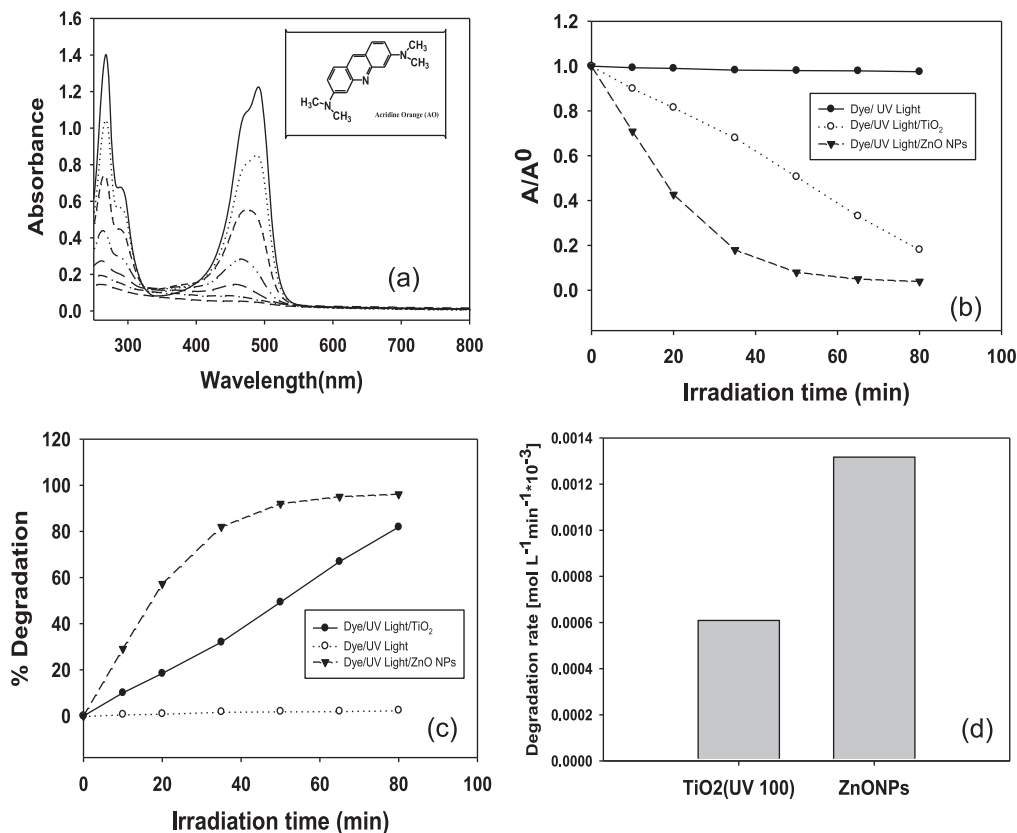 1.6
1.4
1.2
1.0
0.8
0.6
0.4
0.2
0.0
Absorbance
300 400 500 600 700 800
Wavelength(nm)
CH₃
N
CH₃
N
H₃C
N
CH₃
Acridine Orange (AO)
(a)
1.2
1.0
0.8
0.6
0.4
0.2
0.0
A/A⁰
0 20 40 60 80 100
Irradiation time (min)
Dye/ UV Light
Dye/UV Light/TiO₂
Dye/UV Light/ZnO NPs
(b)
100
80
60
40
20
0
% Degradation
0 20 40 60 80 100
Irradiation time (min)
Dye/UV Light/TiO₂
Dye/UV Light
Dye/UV Light/ZnO NPs
(c)
0.0014
0.0012
0.0010
0.0008
0.0006
0.0004
0.0002
0.0000
Degradation rate [mol L⁻¹min⁻¹*10⁻³]
TiO2(UV 100) ZnONPs
(d)